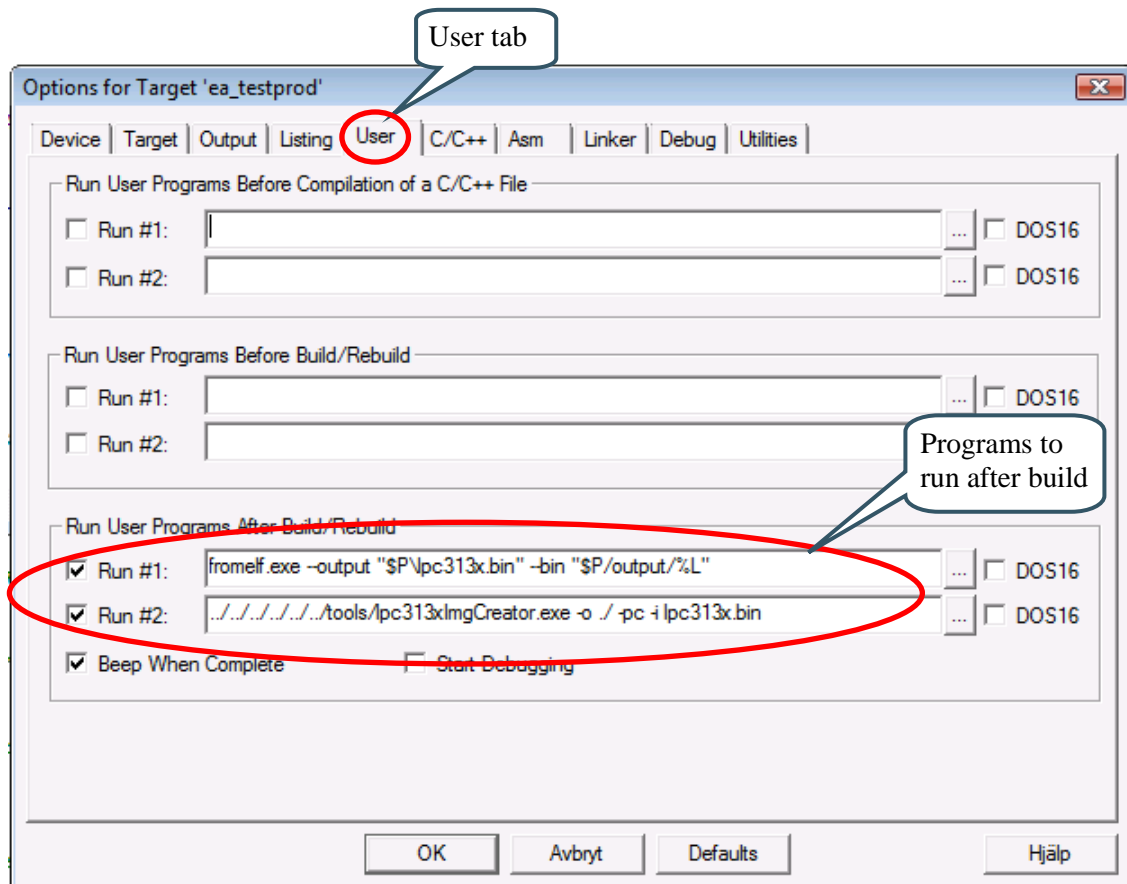 User tab
Options for Target 'ea_testprod'
Device Target Output Listing User C/C++ Asm Linker Debug Utilities
Run User Programs Before Compilation of a C/C++ File
Run #1: ... DOS16
Run #2: ... DOS16
Run User Programs Before Build/Rebuild
Run #1: ... DOS16
Run #2:
Programs to
run after build
Run User Programs After Build/Rebuild
Run #1: fromelf.exe --output "$P\lpc313x.bin" --bin "$P/output/%L" ... DOS16
Run #2: ../../../../../../tools/lpc313xImgCreator.exe -o ./ -pc -i lpc313x.bin ... DOS16
Beep When Complete Start Debugging
OK Avbryt Defaults Hjälp